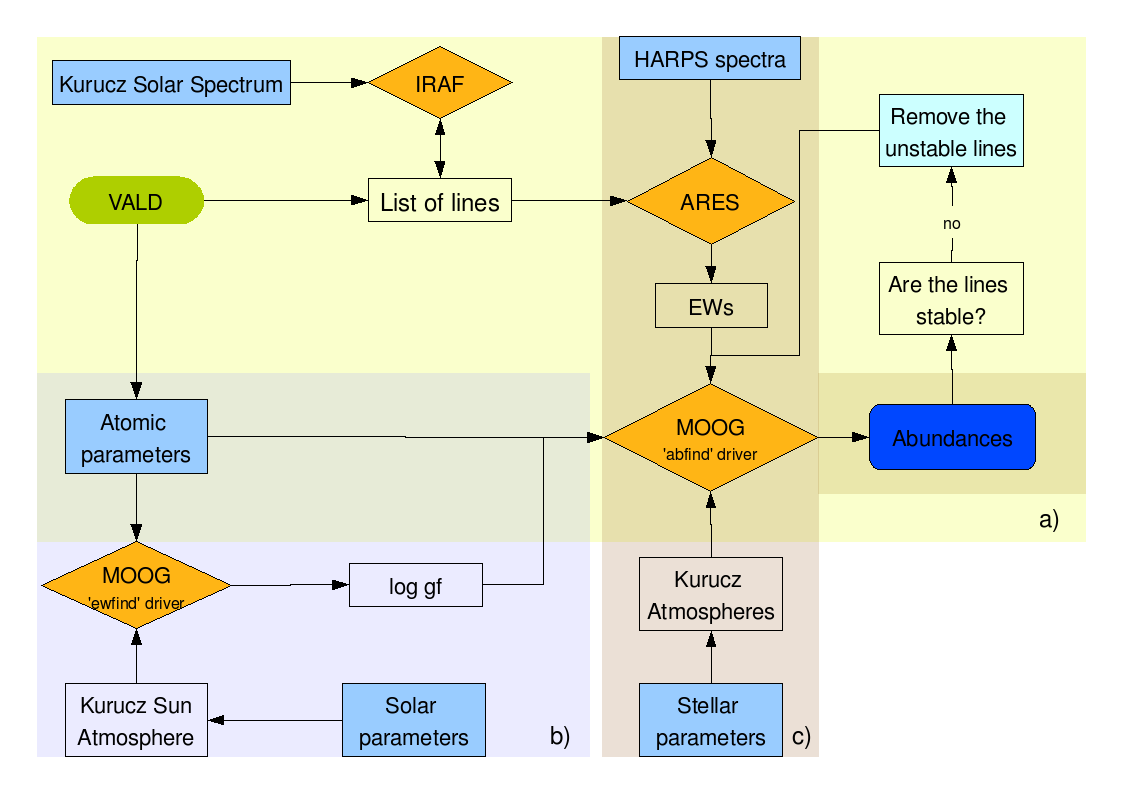 Kurucz Solar Spectrum
IRAF
HARPS spectra
Remove the
unstable lines
VALD
List of lines
ARES
no
EWs
Are the lines
stable?
Atomic
parameters
MOOG
'abfind' driver
Abundances
a)
MOOG
'ewfind' driver
log gf
Kurucz
Atmospheres
Kurucz Sun
Atmosphere
Solar
parameters
b)
Stellar
parameters
c)